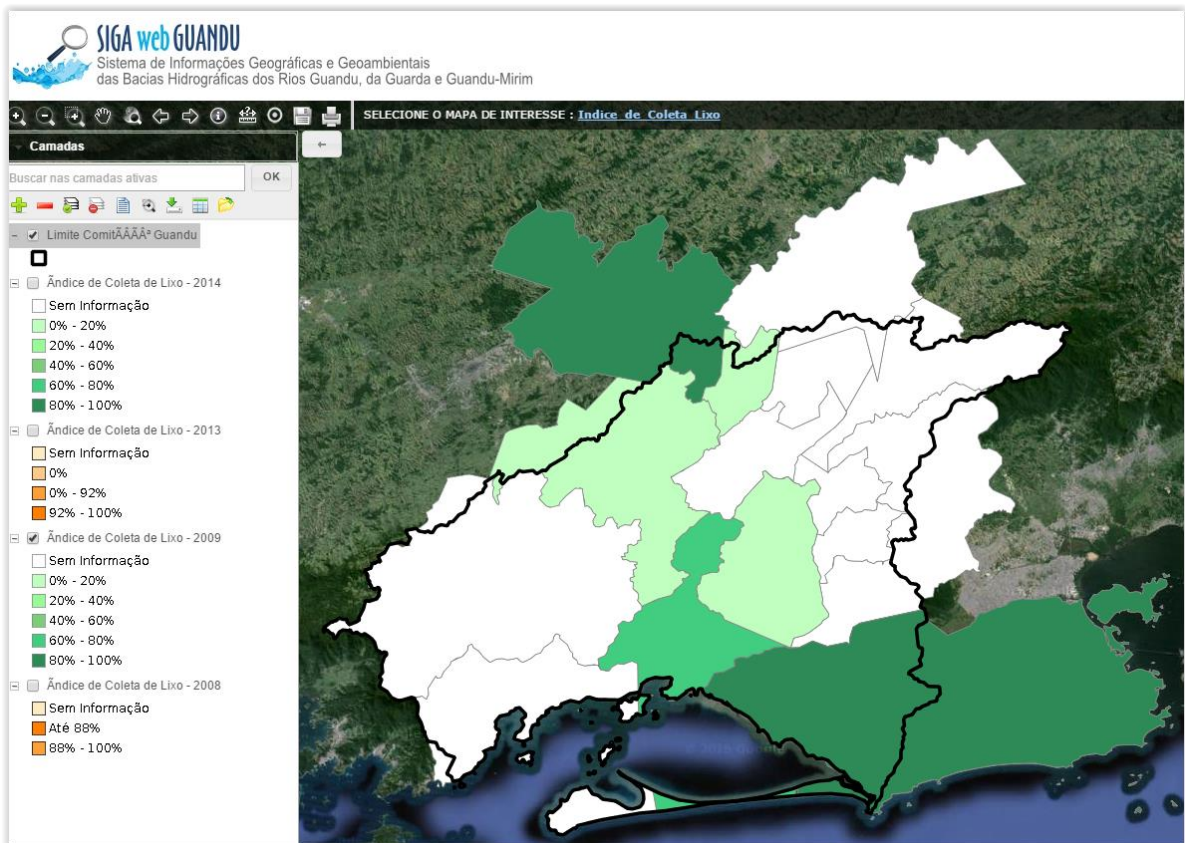 SIGA web GUANDU
Sistema de Informações Geográficas e Geoambientais
das Bacias Hidrográficas dos Rios Guandu, da Guarda e Guandu-Mirim
SELECIONE O MAPA DE INTERESSE : Indice_de_Coleta_Lixo
Camadas
Buscar nas camadas ativas
OK
Limite ComitÃÃÃÂª Guandu
Ãndice de Coleta de Lixo - 2014
Sem Informação
0% - 20%
20% - 40%
40% - 60%
60% - 80%
80% - 100%
Ãndice de Coleta de Lixo - 2013
Sem Informação
0%
0% - 92%
92% - 100%
Ãndice de Coleta de Lixo - 2009
Sem Informação
0% - 20%
20% - 40%
40% - 60%
60% - 80%
80% - 100%
Ãndice de Coleta de Lixo - 2008
Sem Informação
Até 88%
88% - 100%